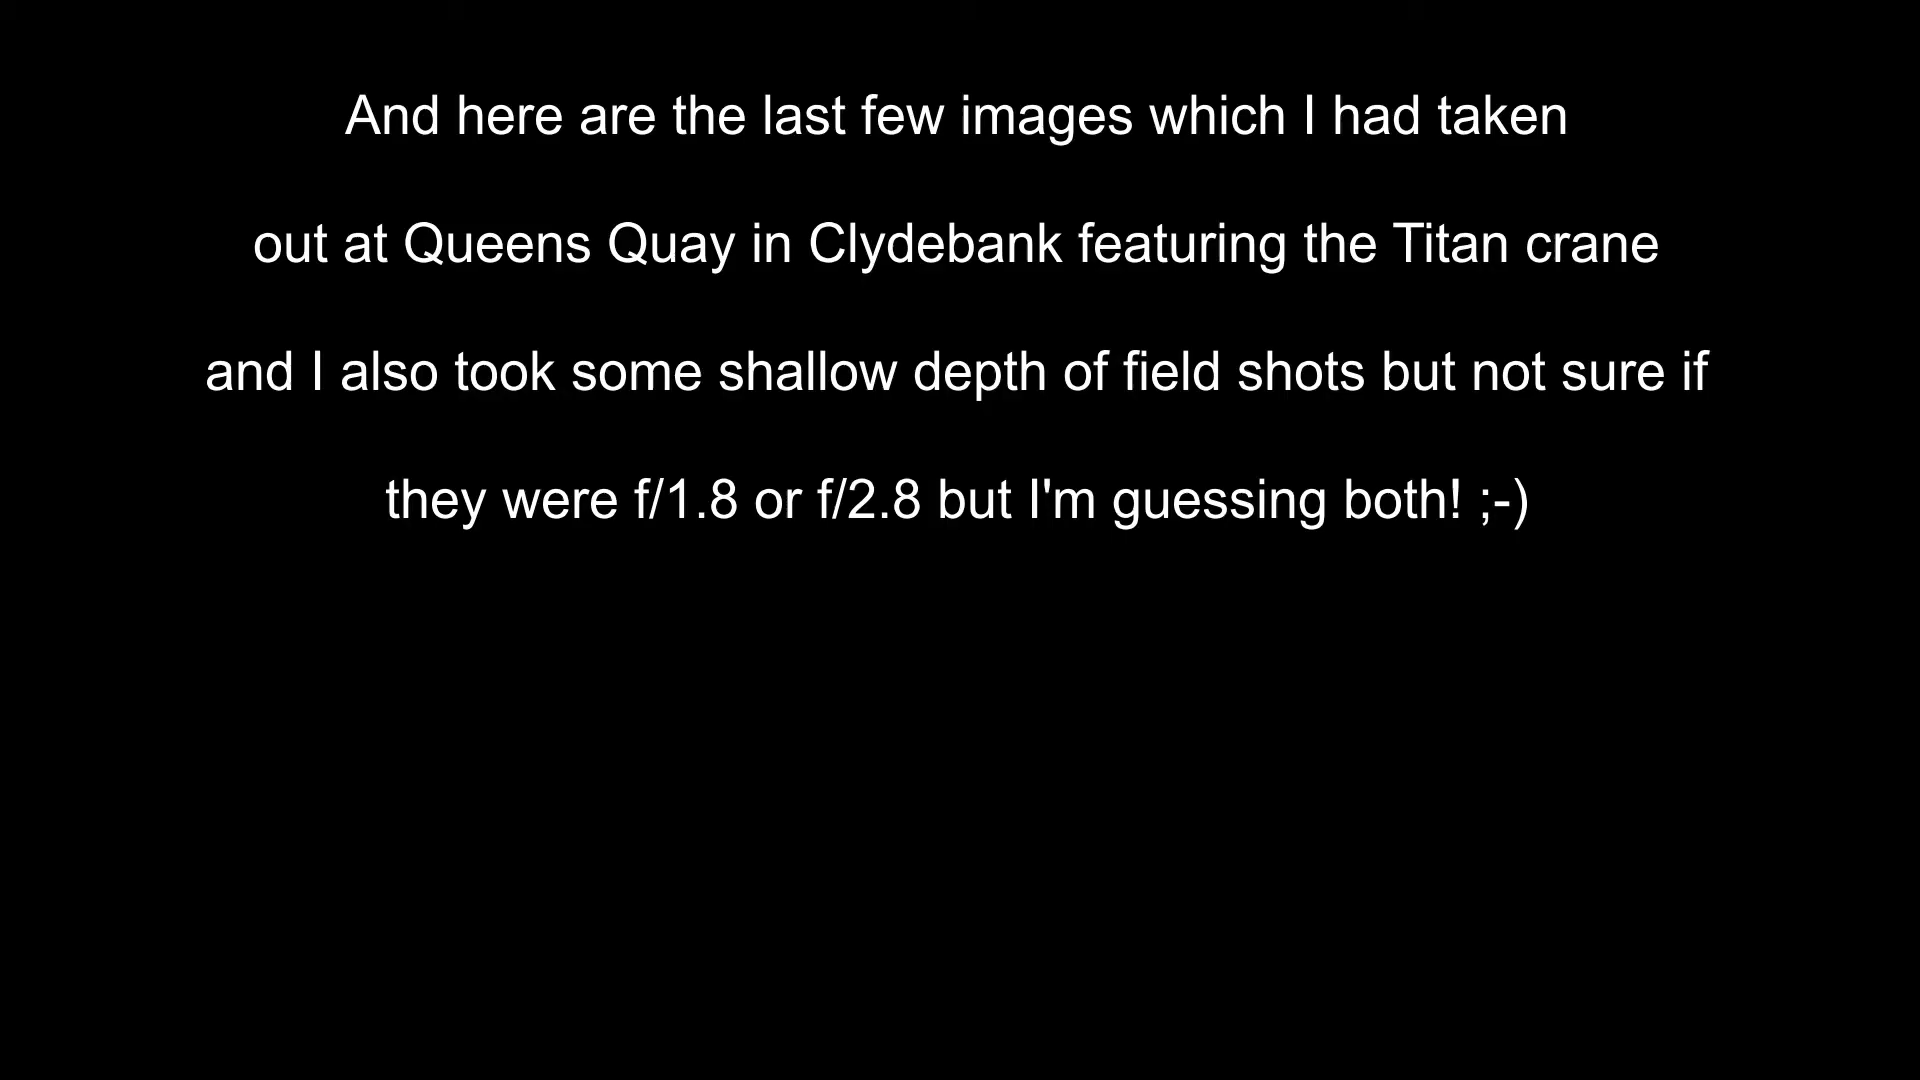 And here are the last few images which I had taken
out at Queens Quay in Clydebank featuring the Titan crane
and I also took some shallow depth of field shots but not sure if
they were f/1.8 or f/2.8 but I'm guessing both! ;-)